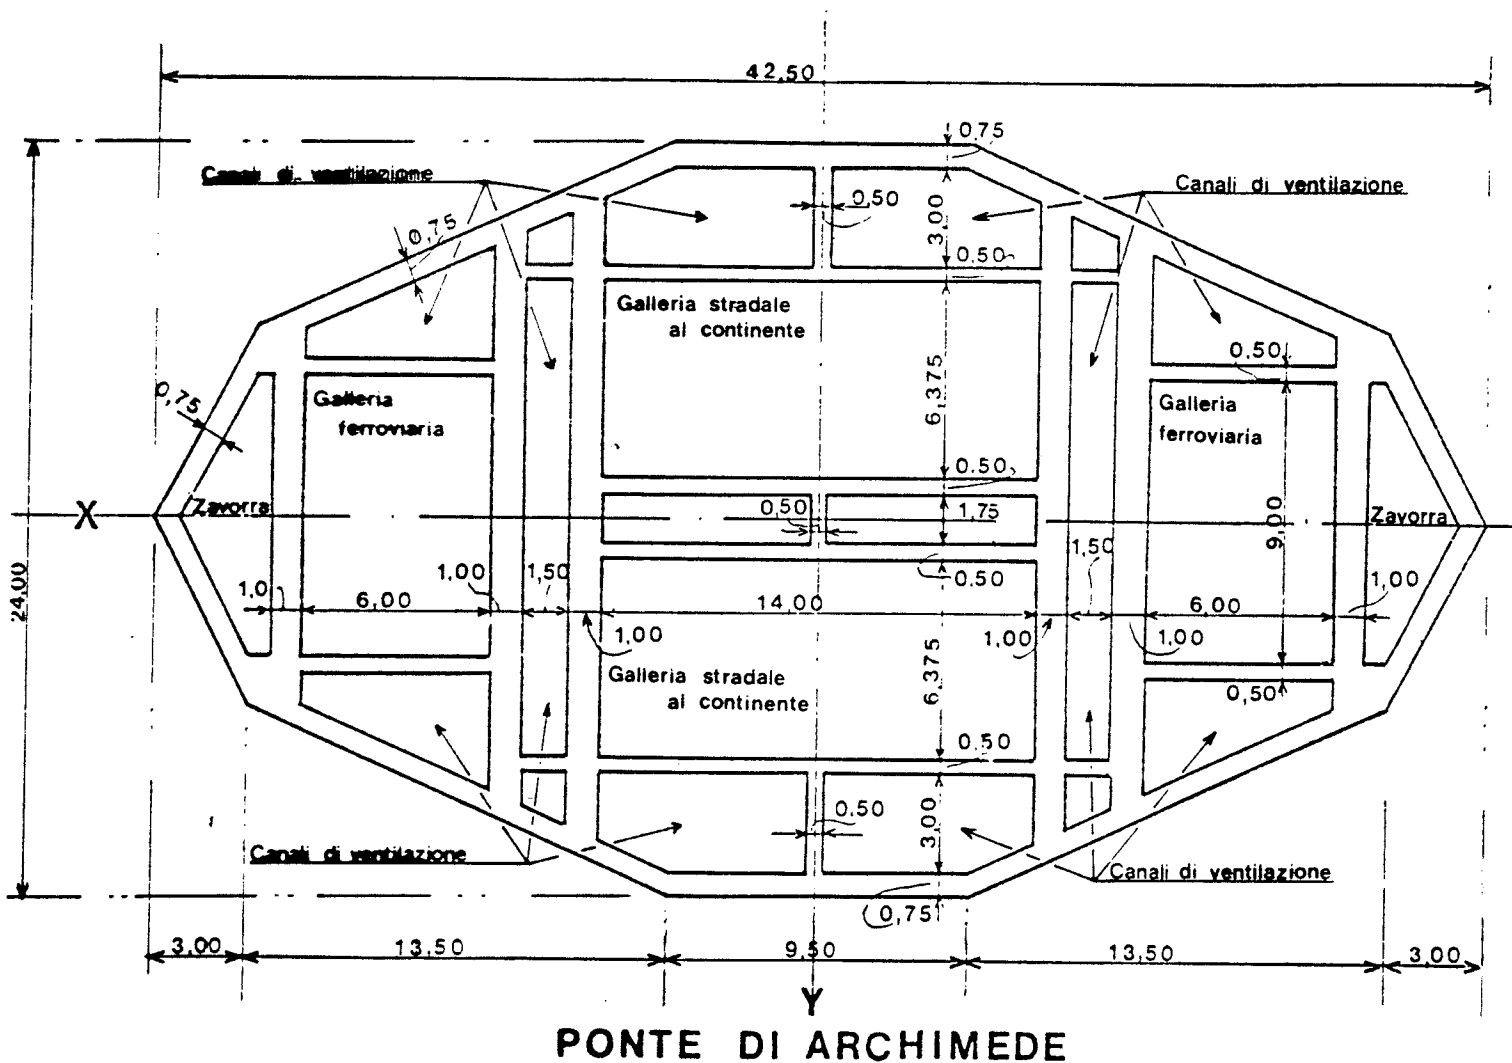 42,50
0,75
Canali di ventilazione
Canali di ventilazione
0,50
3,00
0,75
0.50
Galleria stradale
al continente
6,375
0.50
0,75
Galleria
ferroviaria
Galleria
ferroviaria
0.50
Zavorra
0,50
1,75
Zavorra
X
9,00
24,00
1,0
6,00
1,00
1,50
0.50
1,50
14,00
6,00
1,00
1,00
1,00
1,00
Galleria stradale
al continente
6,375
0,50
0,50
0.50
3,00
Canali di ventilazione
Canali di ventilazione
0,75
3,00
13,50
9,50
13,50
3,00
Y
PONTE DI ARCHIMEDE